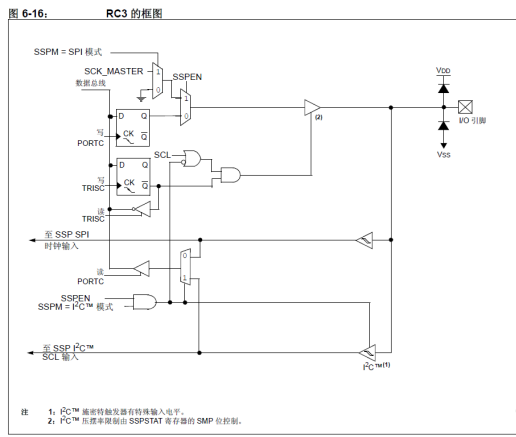 图 6-16： RC3 的框图
SSPM = SPI 模式
SCK_MASTER
SSPEN
数据总线
1
0
1
0
VDD
I/O 引脚
VSS
(2)
D Q
CK Q
写
PORTC
SCL
D Q
CK Q
写
TRISC
读
TRISC
至 SSP SPI
时钟输入
0
1
读
PORTC
SSPEN
SSPM = I2C™ 模式
至 SSP I2C™
SCL 输入
I2C™(1)
注 1： I2C™ 施密特触发器有特殊输入电平。
2： I2C™ 压摆率限制由 SSPSTAT 寄存器的 SMP 位控制。